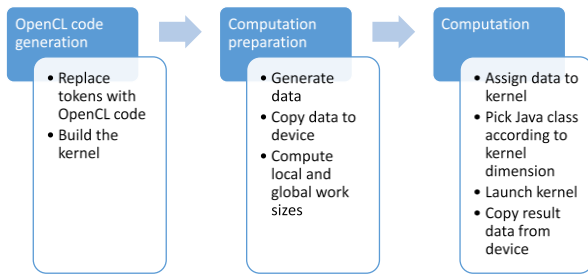 OpenCL code
generation
• Replace
tokens with
OpenCL code
• Build the
kernel
Computation
preparation
• Generate
data
• Copy data to
device
• Compute
local and
global work
sizes
Computation
• Assign data to
kernel
• Pick Java class
according to
kernel
dimension
• Launch kernel
• Copy result
data from
device